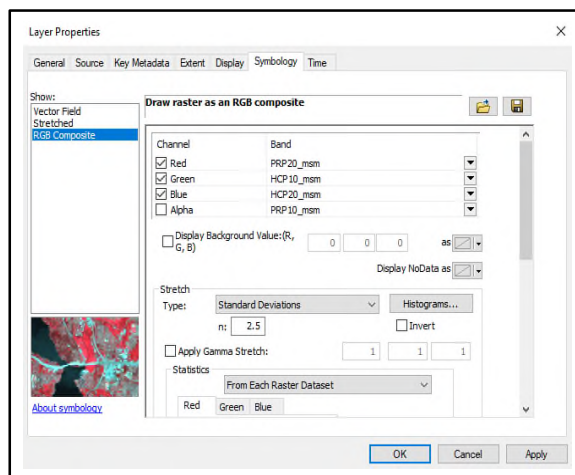 Layer Properties
General Source Key Metadata Extent Display Symbology Time
Show:
Vector Field
Stretched
RGB Composite
Draw raster as an RGB composite
Channel Band
Red PRP20_msm
Green HCP10_msm
Blue HCP20_msm
Alpha PRP10_msm
Display Background Value:(R, G, B) 0 0 0 as
Display NoData as
Stretch
Type: Standard Deviations Histograms...
n: 2.5 Invert
Apply Gamma Stretch: 1 1 1
Statistics
From Each Raster Dataset
Red Green Blue
About symbology
OK Cancel Apply